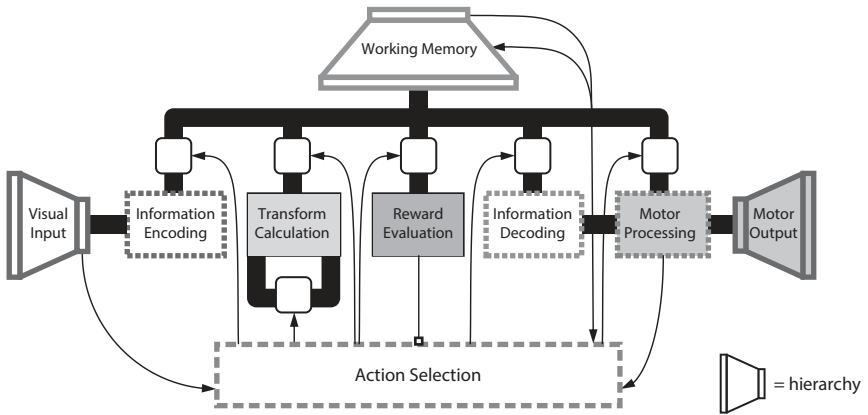 Working Memory
Visual
Input
Information
Encoding
Transform
Calculation
Reward
Evaluation
Information
Decoding
Motor
Processing
Motor
Output
Action Selection
= hierarchy